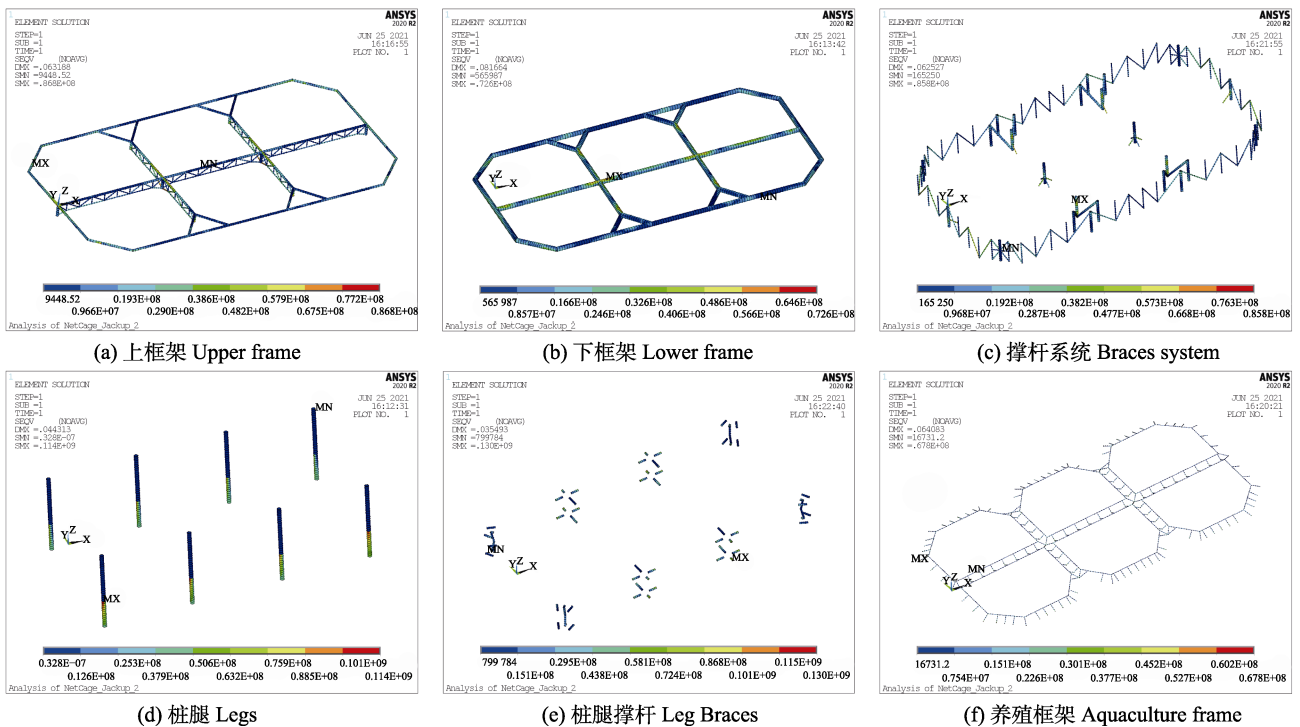 1
ELEMENT SOLUTION
ANSYS
2020 R2
STEP=1
SUB =1
TIME=1
SEQV (NOAVG)
DMX =.063188
SMN =9448.52
SMX =.868E+08
JUN 25 2021
16:16:55
PLOT NO. 1
MX
MN
Y Z
X
9448.52 0.193E+08 0.386E+08 0.579E+08 0.772E+08
0.966E+07 0.290E+08 0.482E+08 0.675E+08 0.868E+08
Analysis of NetCage_Jackup_2
(a) 上框架 Upper frame
1
ELEMENT SOLUTION
ANSYS
2020 R2
STEP=1
SUB =1
TIME=1
SEQV (NOAVG)
DMX =.081664
SMN =565987
SMX =.726E+08
JUN 25 2021
16:13:42
PLOT NO. 1
MX
MN
Y Z
X
565 987 0.166E+08 0.326E+08 0.486E+08 0.646E+08
0.857E+07 0.246E+08 0.406E+08 0.566E+08 0.726E+08
Analysis of NetCage_Jackup_2
(b) 下框架 Lower frame
1
ELEMENT SOLUTION
ANSYS
2020 R2
STEP=1
SUB =1
TIME=1
SEQV (NOAVG)
DMX =.062527
SMN =165250
SMX =.858E+08
JUN 25 2021
16:21:55
PLOT NO. 1
MX
MN
Y Z
X
165 250 0.192E+08 0.382E+08 0.573E+08 0.763E+08
0.968E+07 0.287E+08 0.477E+08 0.668E+08 0.858E+08
Analysis of NetCage_Jackup_2
(c) 撑杆系统 Braces system
1
ELEMENT SOLUTION
ANSYS
2020 R2
STEP=1
SUB =1
TIME=1
SEQV (NOAVG)
DMX =.044313
SMN =.328E-07
SMX =.114E+09
JUN 25 2021
16:12:31
PLOT NO. 1
MN
Y Z
X
MX
0.328E-07 0.253E+08 0.506E+08 0.759E+08 0.101E+09
0.126E+08 0.379E+08 0.632E+08 0.885E+08 0.114E+09
Analysis of NetCage_Jackup_2
(d) 桩腿 Legs
1
ELEMENT SOLUTION
ANSYS
2020 R2
STEP=1
SUB =1
TIME=1
SEQV (NOAVG)
DMX =.035493
SMN =799784
SMX =.130E+09
JUN 25 2021
16:22:40
PLOT NO. 1
MN
MX
Y Z
X
799 784 0.295E+08 0.581E+08 0.868E+08 0.115E+09
0.151E+08 0.438E+08 0.724E+08 0.101E+09 0.130E+09
Analysis of NetCage_Jackup_2
(e) 桩腿撑杆 Leg Braces
1
ELEMENT SOLUTION
ANSYS
2020 R2
STEP=1
SUB =1
TIME=1
SEQV (NOAVG)
DMX =.064083
SMN =16731.2
SMX =.678E+08
JUN 25 2021
16:20:21
PLOT NO. 1
MX
MN
Y Z
X
16731.2 0.151E+08 0.301E+08 0.452E+08 0.602E+08
0.754E+07 0.226E+08 0.377E+08 0.527E+08 0.678E+08
Analysis of NetCage_Jackup_2
(f) 养殖框架 Aquaculture frame